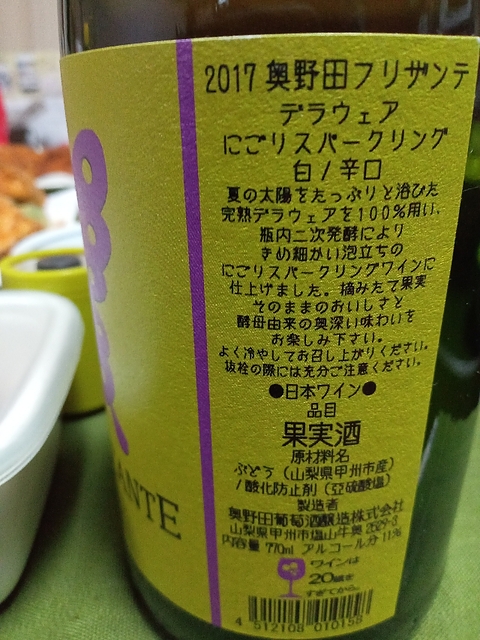 2017 奥野田フリザンテ
デラウェア
にごりスパークリング
白 / 辛口
夏の太陽をたっぷりと浴びた
完熟デラウェアを100%用い、
瓶内二次発酵により
きめ細かい泡立ちの
にごりスパークリングワインに
仕上げました。摘みたて果実
そのままのおいしさと
酵母由来の奥深い味わいを
お楽しみ下さい。
よく冷やしてお召し上がりください。
抜栓の際には充分ご注意ください。
●日本ワイン●
品目
果実酒
原材料名
ぶどう (山梨県甲州市産)
/ 酸化防止剤 (亜硫酸塩)
製造者
奥野田葡萄酒醸造株式会社
山梨県甲州市塩山牛奥 2529-3
内容量 770ml アルコール分 11%
ワインは
20歳を
すぎてから。
4 512108 010158
ANTE